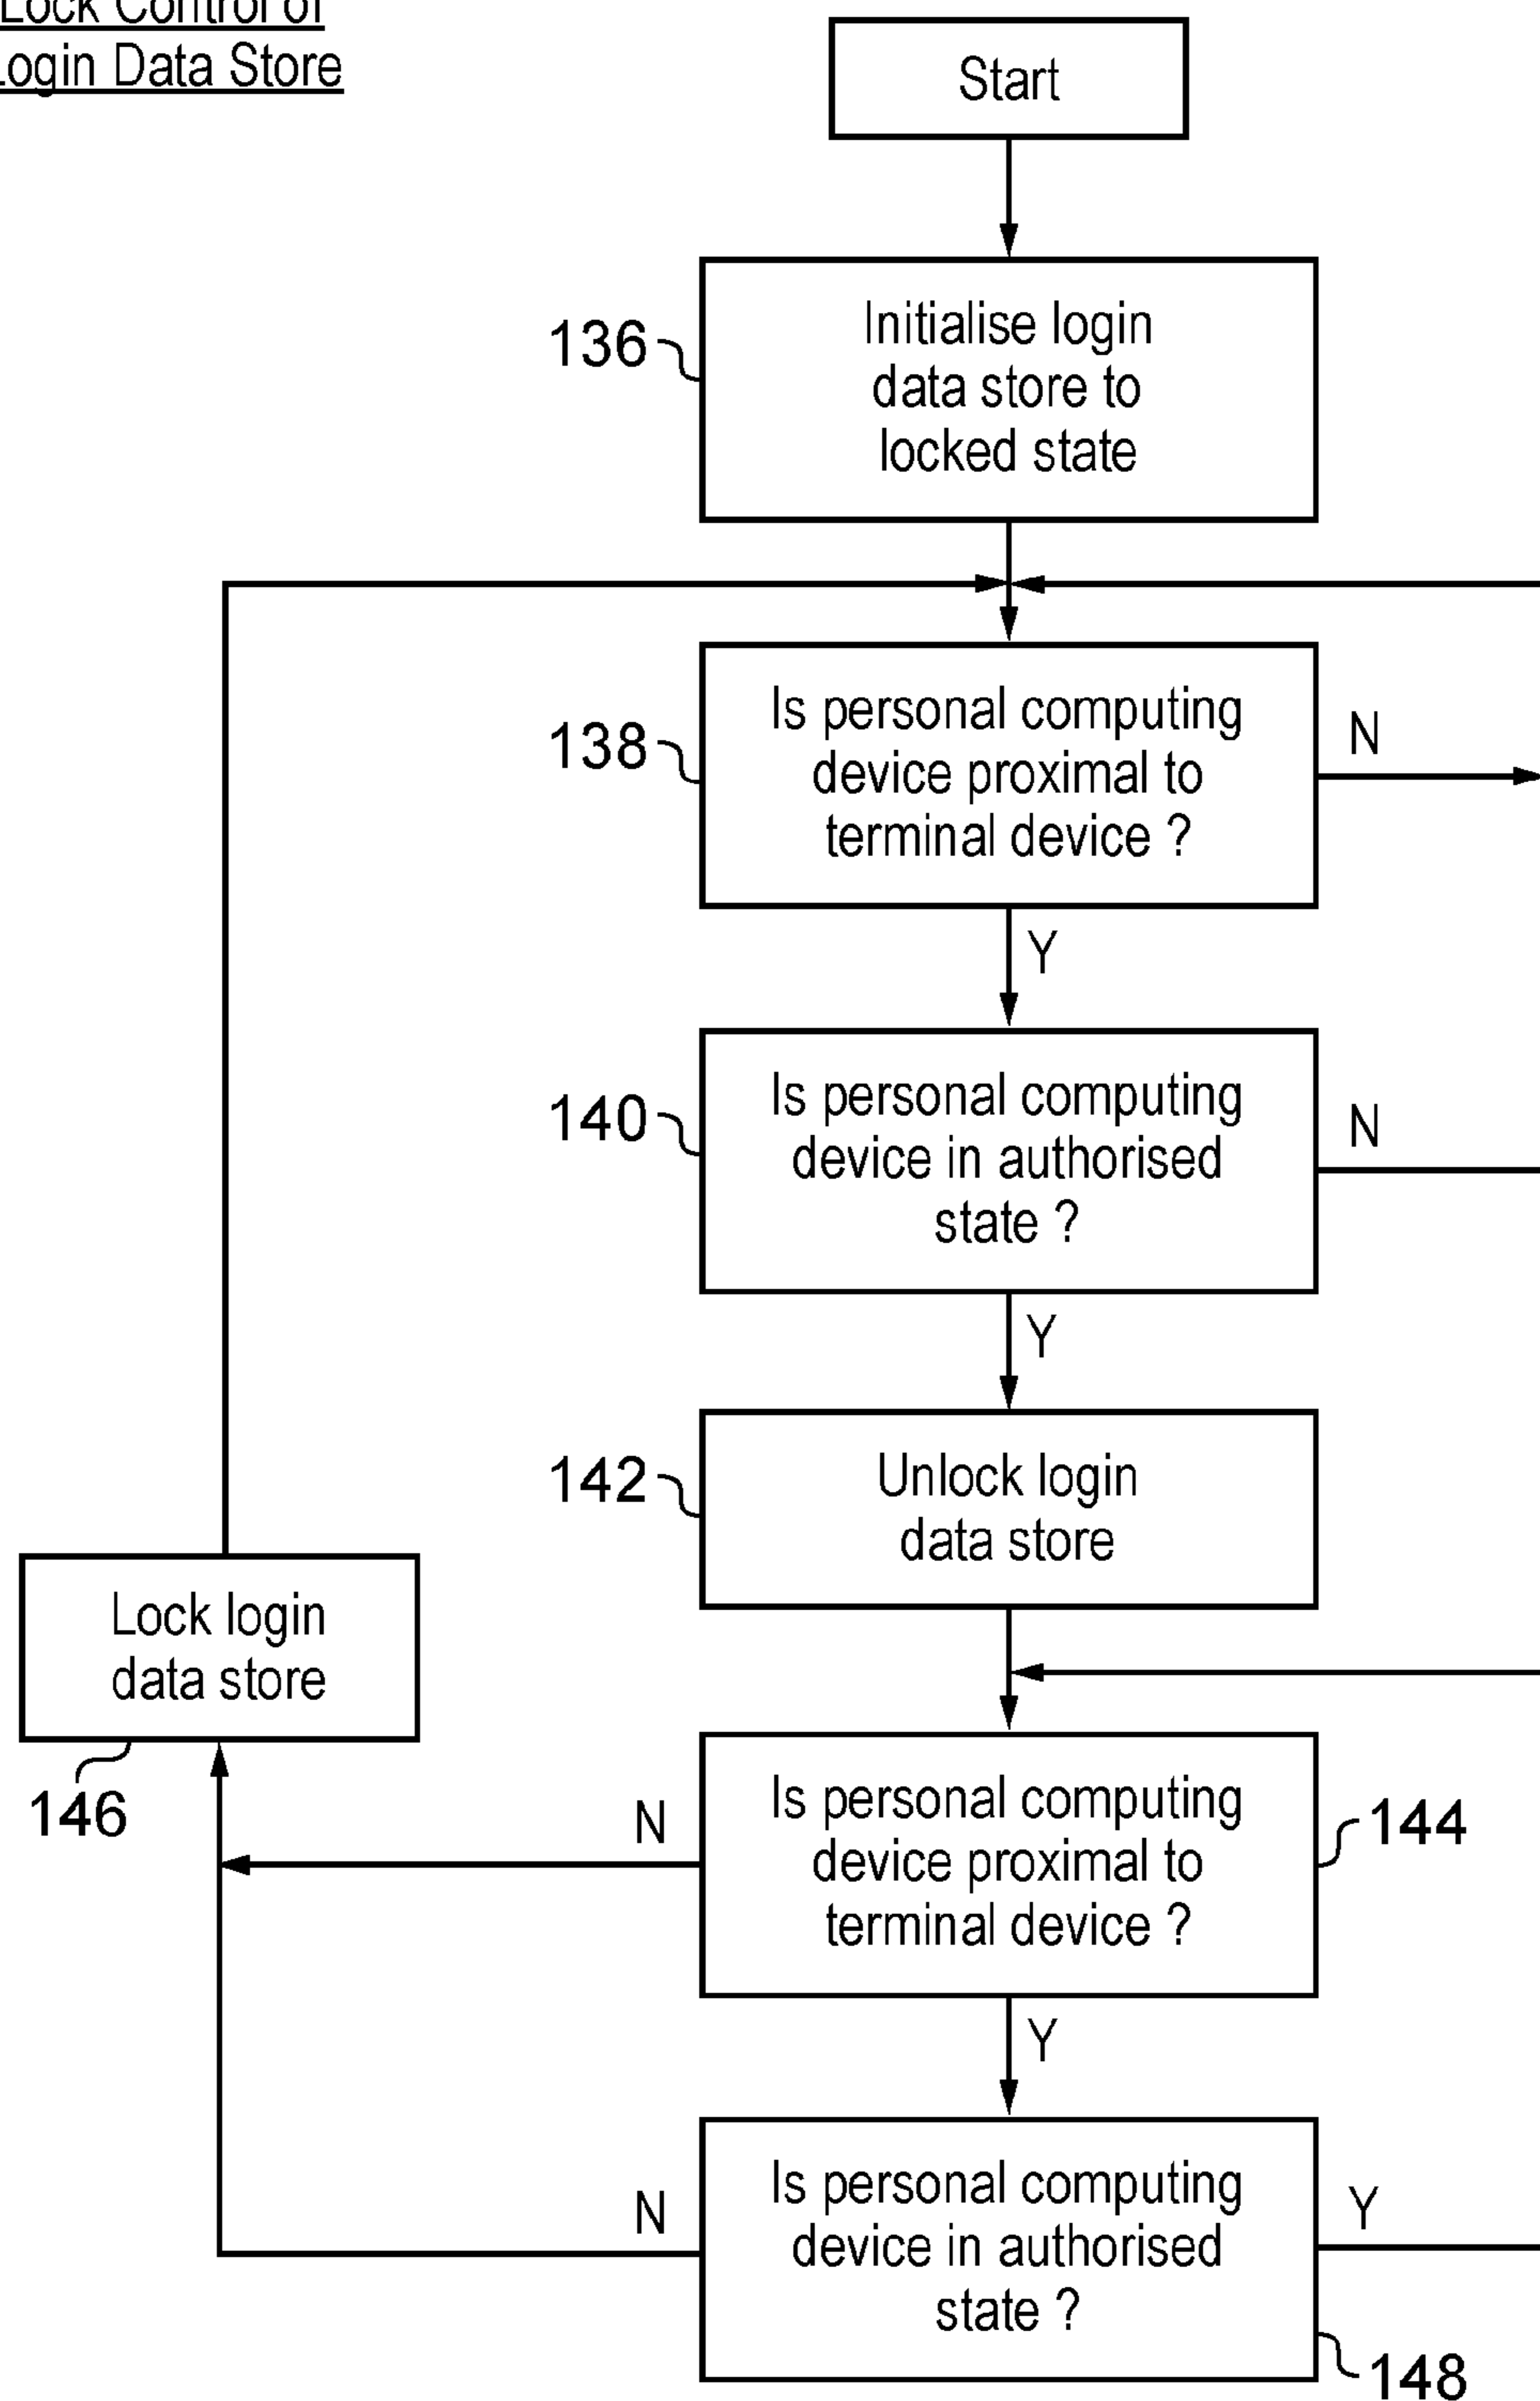 Lock Control of
Login Data Store
Start
136
Initialise login
data store to
locked state
138
Is personal computing
device proximal to
terminal device ?
N
Y
140
Is personal computing
device in authorised
state ?
N
Y
142
Unlock login
data store
Lock login
data store
146
N
Is personal computing
device proximal to
terminal device ?
144
Y
N
Is personal computing
device in authorised
state ?
Y
148